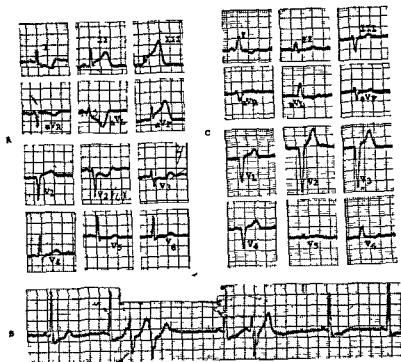 I II III
aVR aVL aVF
A
V1 V2 V3
V4 V5 V6
I II III
aVR aVL aVF
C
V1 V2 V3
V4 V5 V6
B